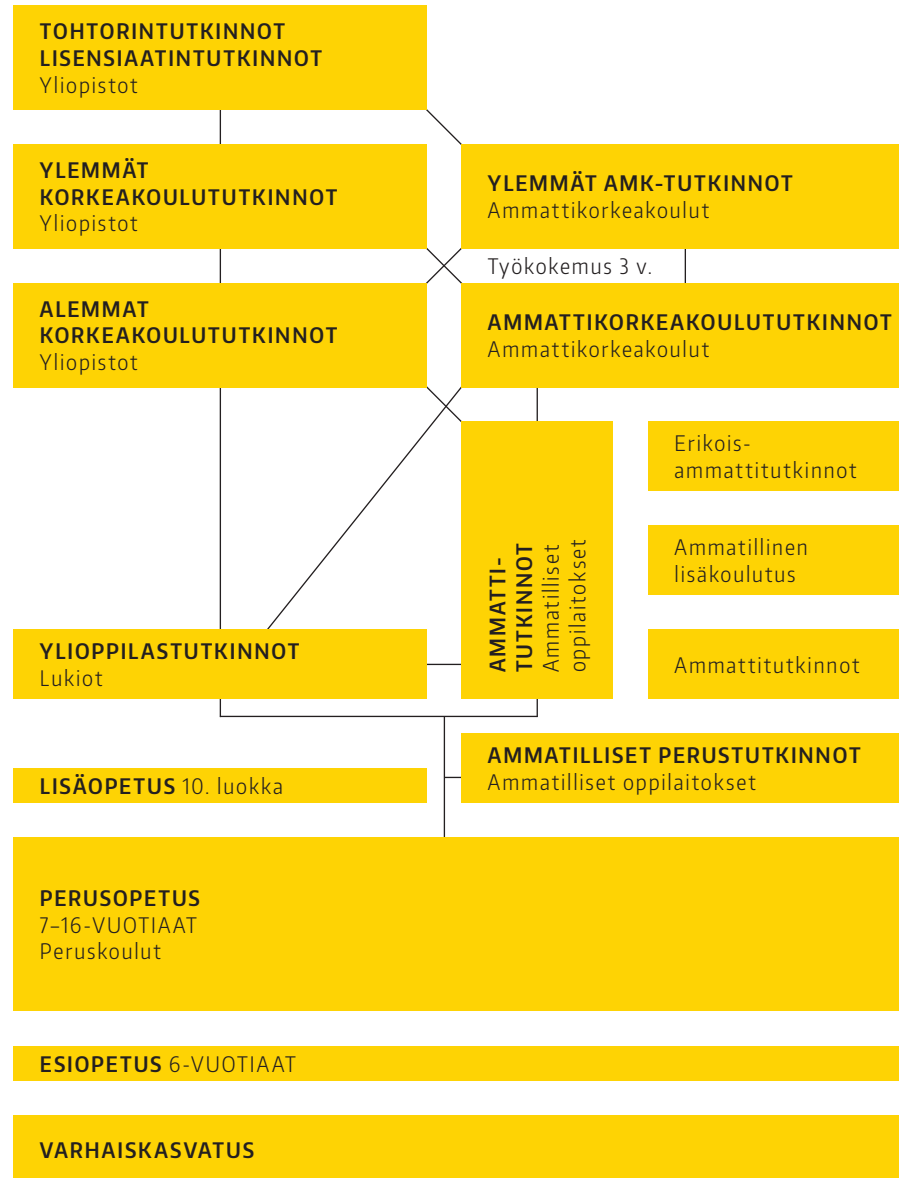 TOHTORINTUTKINNOT
LISENSIAATINTUTKINNOT
Yliopistot
YLEMMÄT
KORKEAKOULUTUTKINNOT
Yliopistot
YLEMMÄT AMK-TUTKINNOT
Ammattikorkeakoulut
Työkokemus 3 v.
ALEMMAT
KORKEAKOULUTUTKINNOT
Yliopistot
AMMATTIKORKEAKOULUTUTKINNOT
Ammattikorkeakoulut
AMMATTI-
TUTKINNOT
Ammatilliset
oppilaitokset
Erikois-
ammattitutkinnot
Ammatillinen
lisäkoulutus
Ammattitutkinnot
YLIOPPILASTUTKINNOT
Lukiot
AMMATILLISET PERUSTUTKINNOT
Ammatilliset oppilaitokset
LISÄOPETUS 10. luokka
PERUSOPETUS
7–16-VUOTIAAT
Peruskoulut
ESIOPETUS 6-VUOTIAAT
VARHAISKASVATUS